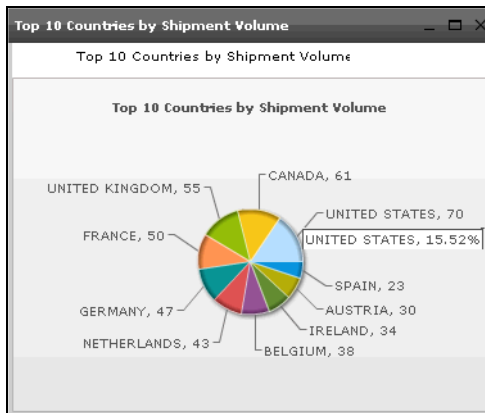 Top 10 Countries by Shipment Volume
Top 10 Countries by Shipment Volume
Top 10 Countries by Shipment Volume
CANADA, 61
UNITED KINGDOM, 55
UNITED STATES, 70
FRANCE, 50
UNITED STATES, 15.52%
SPAIN, 23
GERMANY, 47
AUSTRIA, 30
IRELAND, 34
NETHERLANDS, 43
BELGIUM, 38